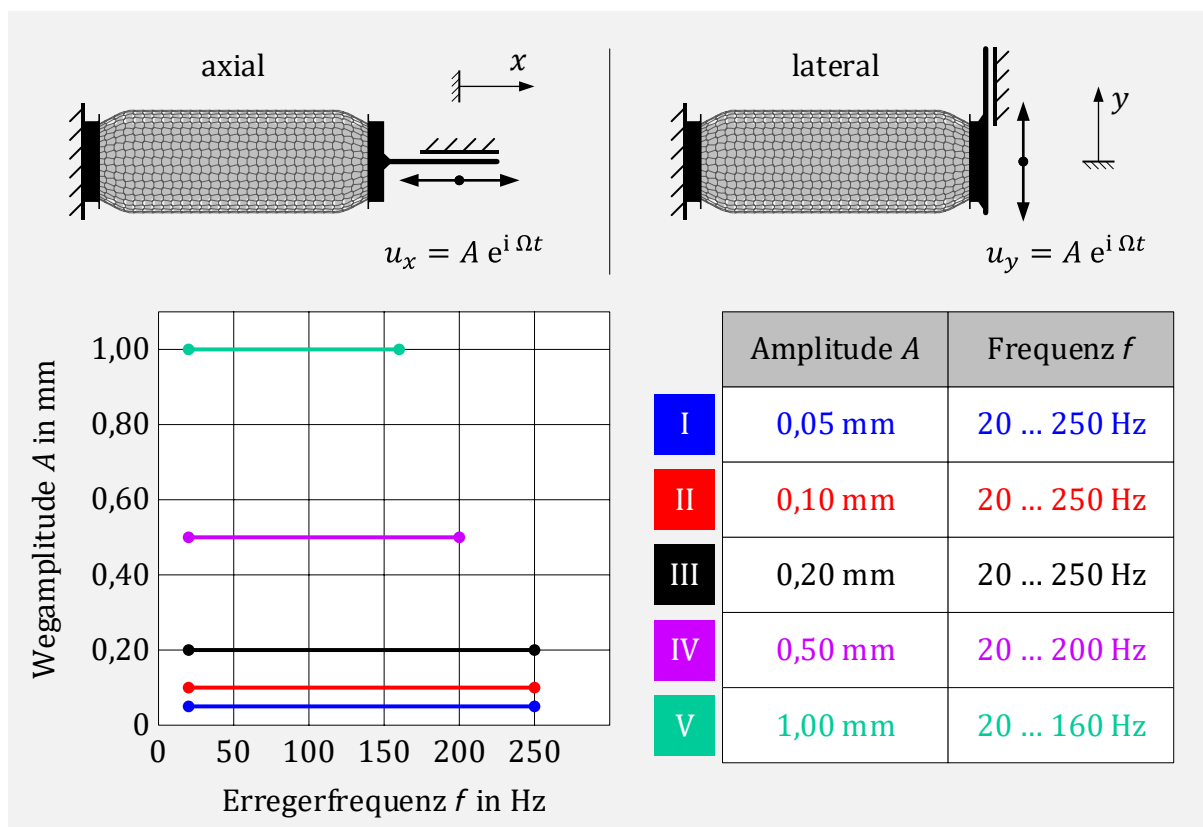 axial
x
u_x = A e^{i Ωt}
lateral
y
u_y = A e^{i Ωt}
Wegamplitude A in mm
1,00
0,80
0,60
0,40
0,20
0
0 50 100 150 200 250
Erregerfrequenz f in Hz
Amplitude A Frequenz f
I 0,05 mm 20 … 250 Hz
II 0,10 mm 20 … 250 Hz
III 0,20 mm 20 … 250 Hz
IV 0,50 mm 20 … 200 Hz
V 1,00 mm 20 … 160 Hz